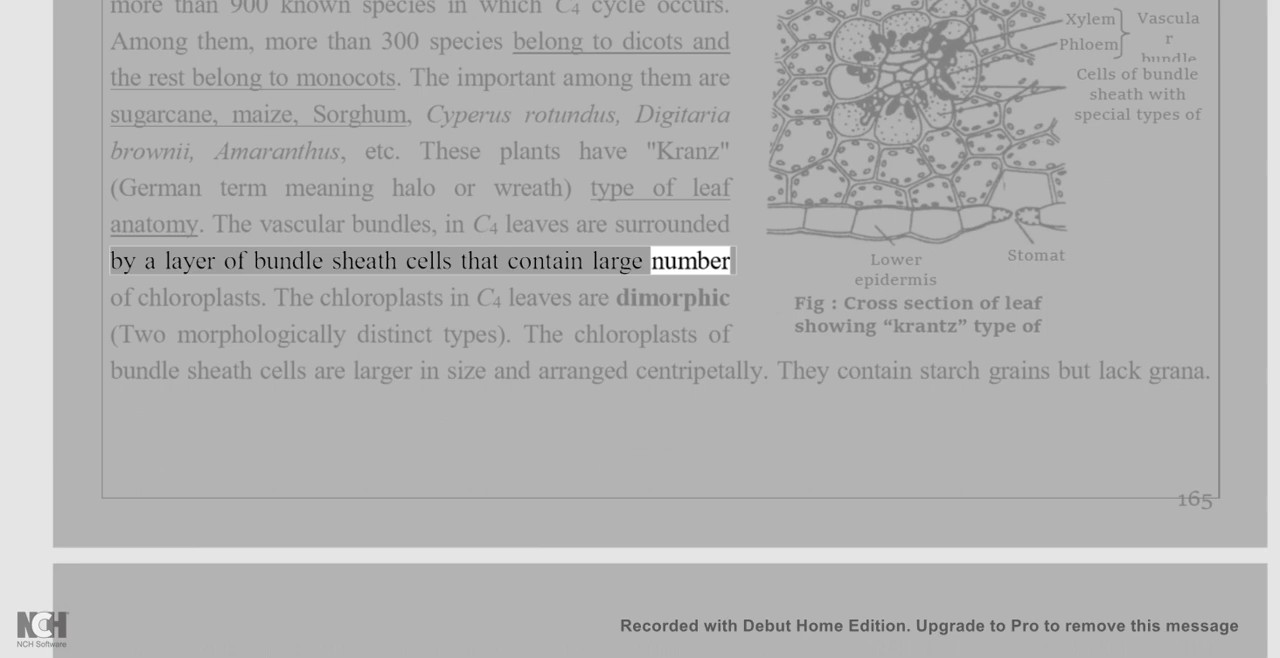 more than 900 known species in which C4 cycle occurs.
Among them, more than 300 species belong to dicots and
the rest belong to monocots. The important among them are
sugarcane, maize, Sorghum, Cyperus rotundus, Digitaria
brownii, Amaranthus, etc. These plants have "Kranz"
(German term meaning halo or wreath) type of leaf
anatomy. The vascular bundles, in C4 leaves are surrounded
by a layer of bundle sheath cells that contain large number
of chloroplasts. The chloroplasts in C4 leaves are dimorphic
(Two morphologically distinct types). The chloroplasts of
bundle sheath cells are larger in size and arranged centripetally. They contain starch grains but lack grana.
Xylem
Phloem
Vascula
r
bundle
Cells of bundle
sheath with
special types of
Stomat
Lower
epidermis
Fig : Cross section of leaf
showing “krantz” type of
165
NCH
NCH Software
Recorded with Debut Home Edition. Upgrade to Pro to remove this message